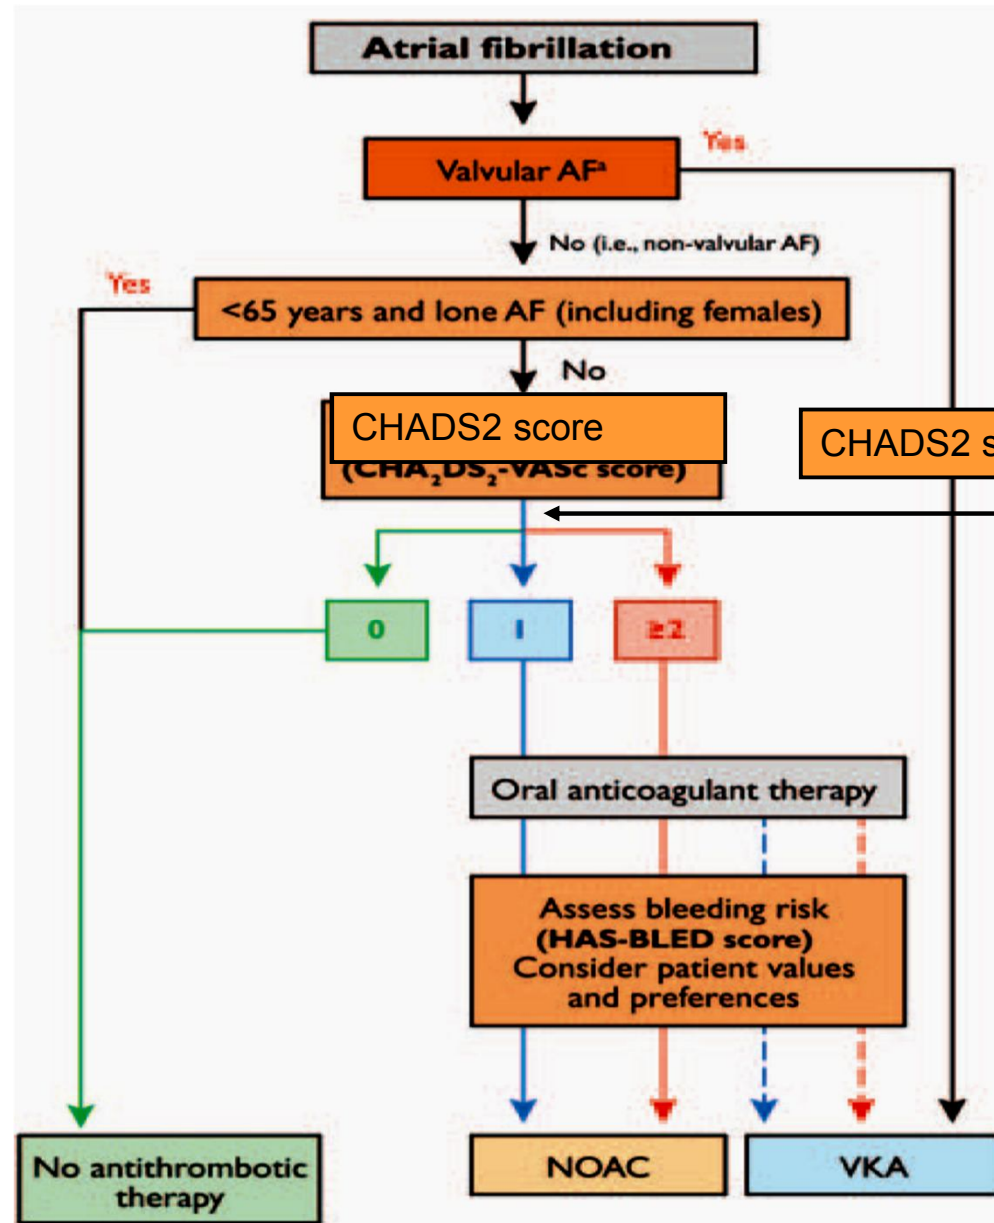 Atrial fibrillation
Yes
Valvular AFª
No (i.e., non-valvular AF)
Yes
<65 years and lone AF (including females)
No
CHADS2 score
CHADS2 s
(CHA₂DS₂-VASc score)
0
1
≥2
Oral anticoagulant therapy
Assess bleeding risk
(HAS-BLED score)
Consider patient values
and preferences
No antithrombotic
therapy
NOAC
VKA